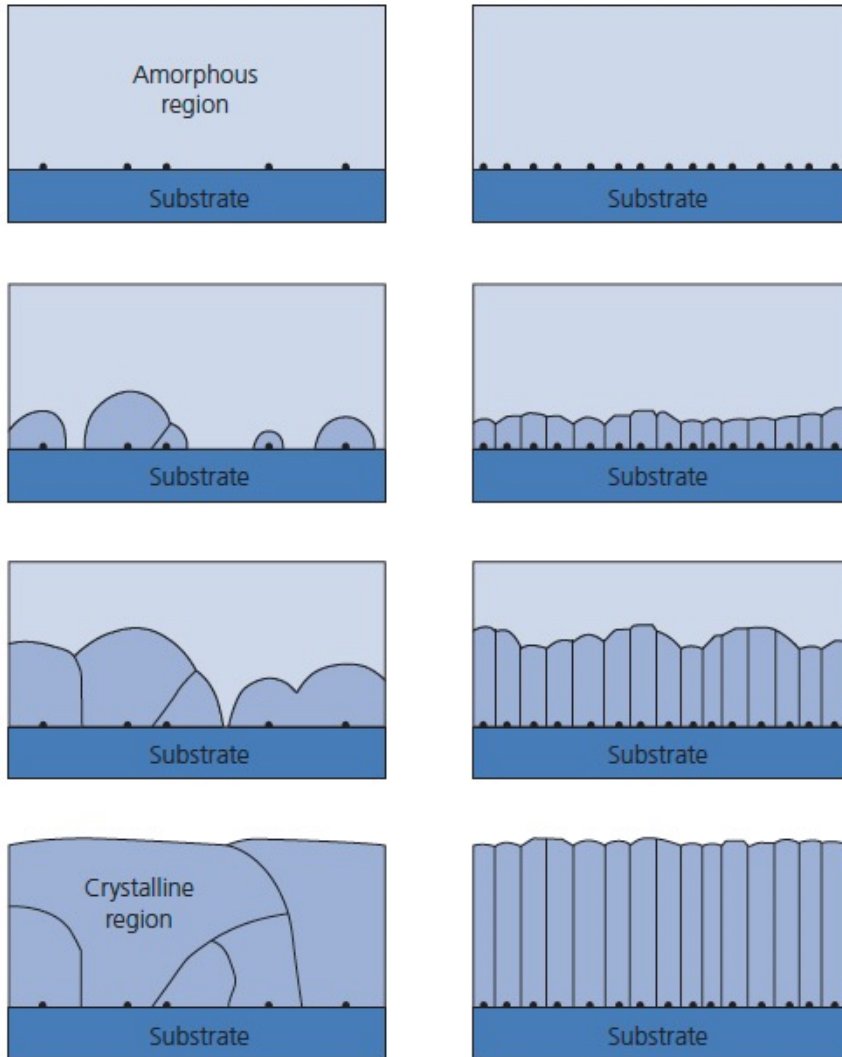 Amorphous
region
Substrate
Substrate
Substrate
Substrate
Substrate
Substrate
Crystalline
region
Substrate
Substrate